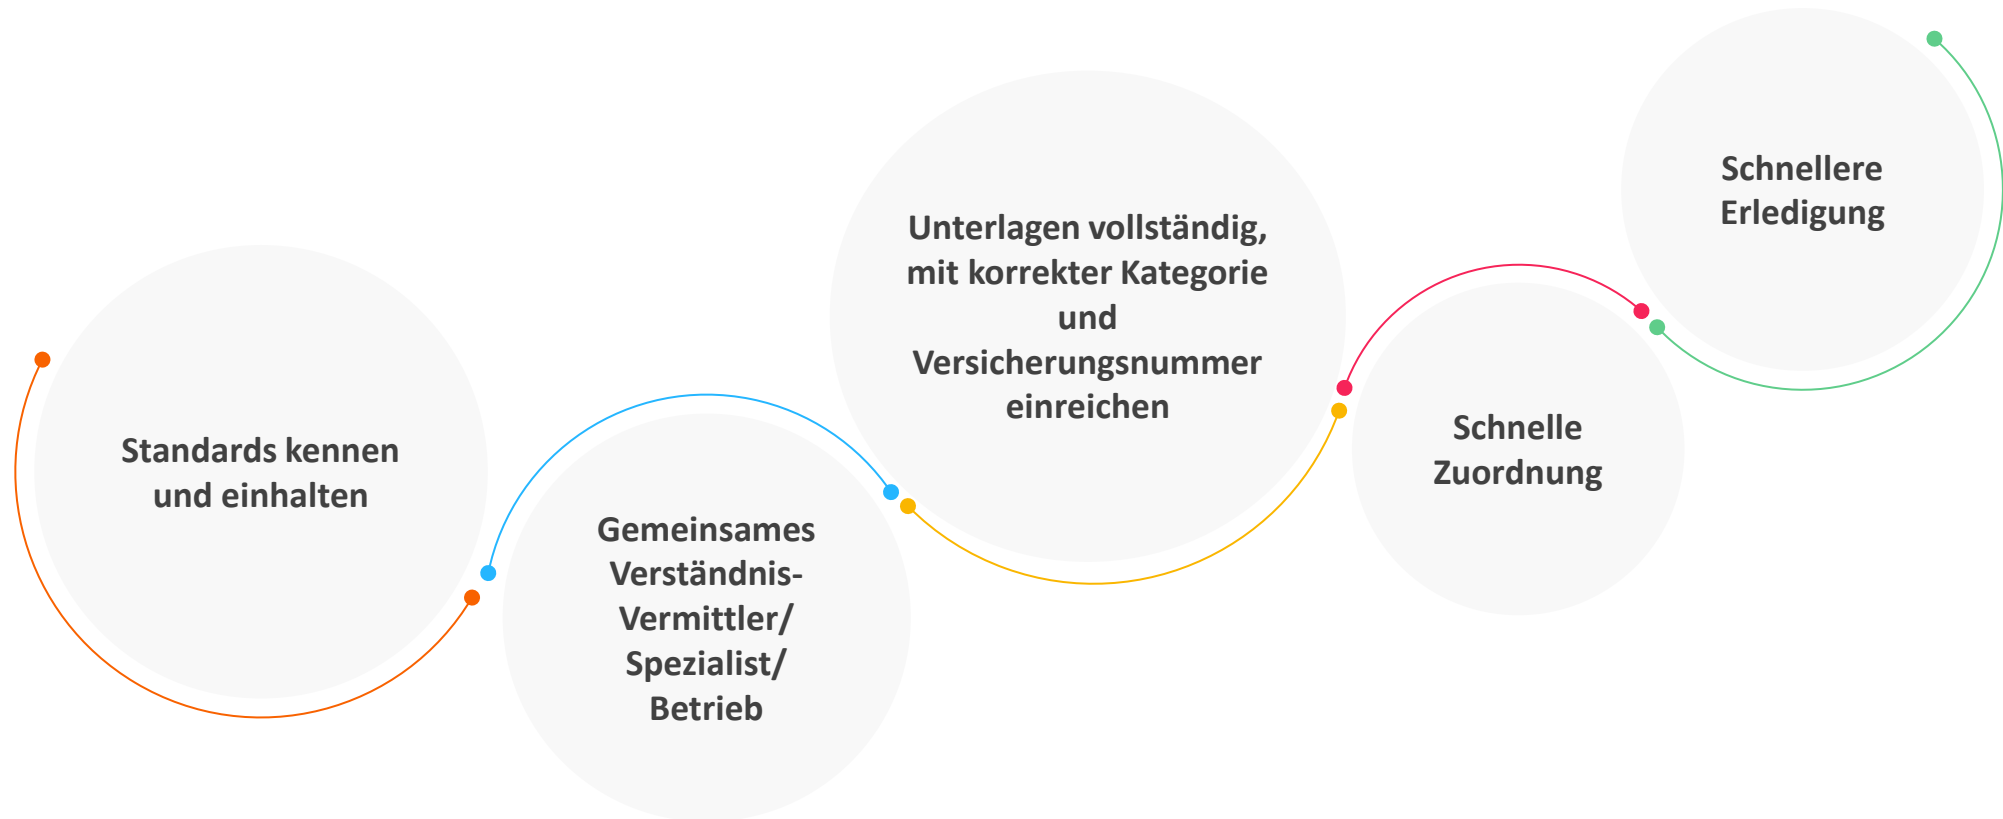 Standards kennen
und einhalten
Gemeinsames
Verständnis-
Vermittler/
Spezialist/
Betrieb
Unterlagen vollständig,
mit korrekter Kategorie
und
Versicherungsnummer
einreichen
Schnelle
Zuordnung
Schnellere
Erledigung